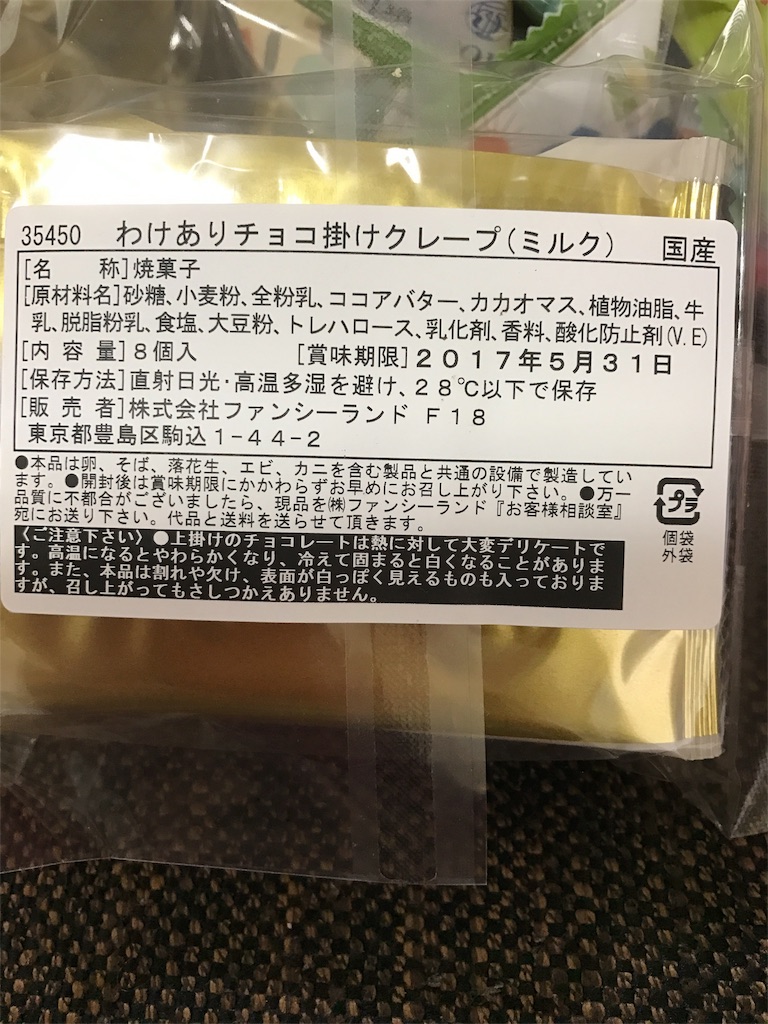 35450 わけありチョコ掛けクレープ(ミルク) 国産
[名 称]焼菓子
[原材料名]砂糖、小麦粉、全粉乳、ココアバター、カカオマス、植物油脂、牛
乳、脱脂粉乳、食塩、大豆粉、トレハロース、乳化剤、香料、酸化防止剤(V.E)
[内 容 量]8個入 [賞味期限]2017年5月31日
[保存方法]直射日光・高温多湿を避け、28℃以下で保存
[販 売 者]株式会社ファンシーランド F18
東京都豊島区駒込1-44-2
●本品は卵、そば、落花生、エビ、カニを含む製品と共通の設備で製造してい
ます。●開封後は賞味期限にかかわらずお早めにお召し上がり下さい。●万一
品質に不都合がございましたら、現品を㈱ファンシーランド『お客様相談室』
宛にお送り下さい。代品と送料を送らせて頂きます。
プラ
個袋
外袋
〈ご注意下さい〉●上掛けのチョコレートは熱に対して大変デリケートで
す。高温になるとやわらかくなり、冷えて固まると白くなることがありま
す。また、本品は割れや欠け、表面が白っぽく見えるものも入っておりま
すが、召し上がってもさしつかえありません。